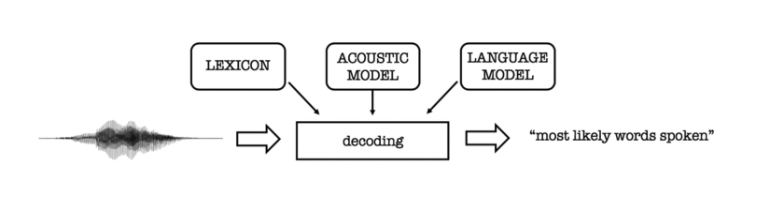 LEXICON
ACOUSTIC
MODEL
LANGUAGE
MODEL
decoding
“most likely words spoken”